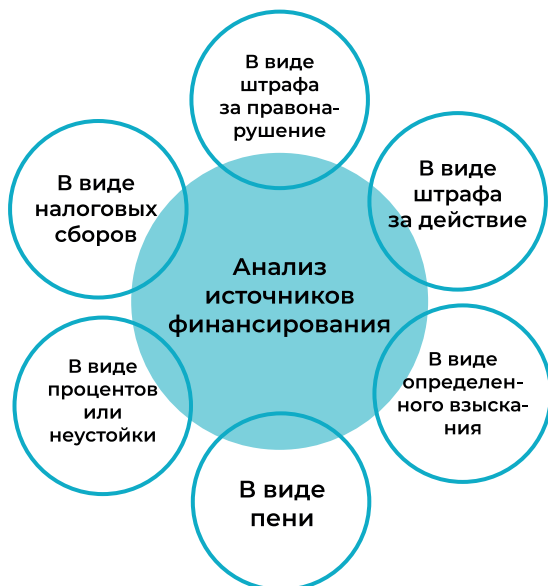 В виде
штрафа
за правона-
рушение
В виде
штрафа
за действие
В виде
налоговых
сборов
Анализ
источников
финансирования
В виде
определен-
ного взыска-
ния
В виде
процентов
или
неустойки
В виде
пени